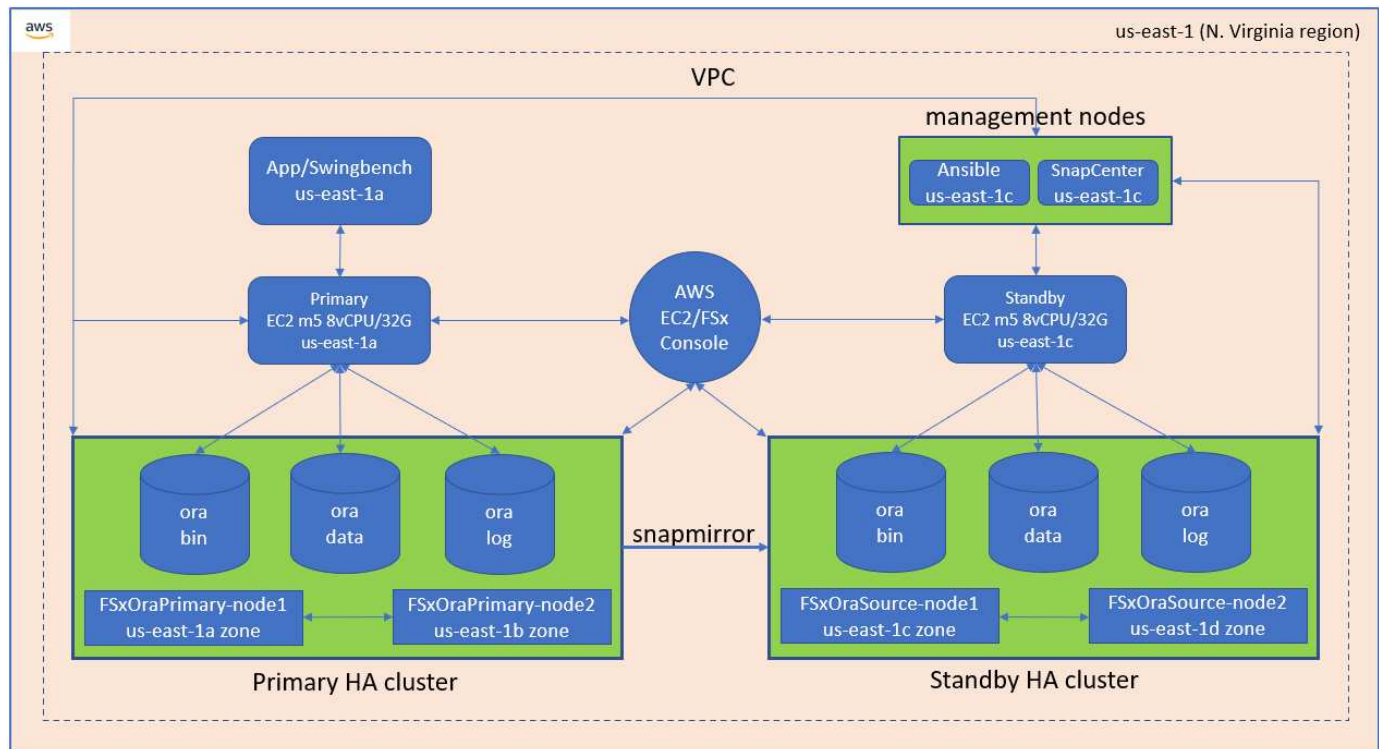 aws
us-east-1 (N. Virginia region)
VPC
management nodes
App/Swingbench
us-east-1a
Ansible
us-east-1c
SnapCenter
us-east-1c
Primary
EC2 m5 8vCPU/32G
us-east-1a
AWS
EC2/FSx
Console
Standby
EC2 m5 8vCPU/32G
us-east-1c
ora
bin
ora
data
ora
log
snapmirror
ora
bin
ora
data
ora
log
FSxOraPrimary-node1
us-east-1a zone
FSxOraPrimary-node2
us-east-1b zone
FSxOraSource-node1
us-east-1c zone
FSxOraSource-node2
us-east-1d zone
Primary HA cluster
Standby HA cluster